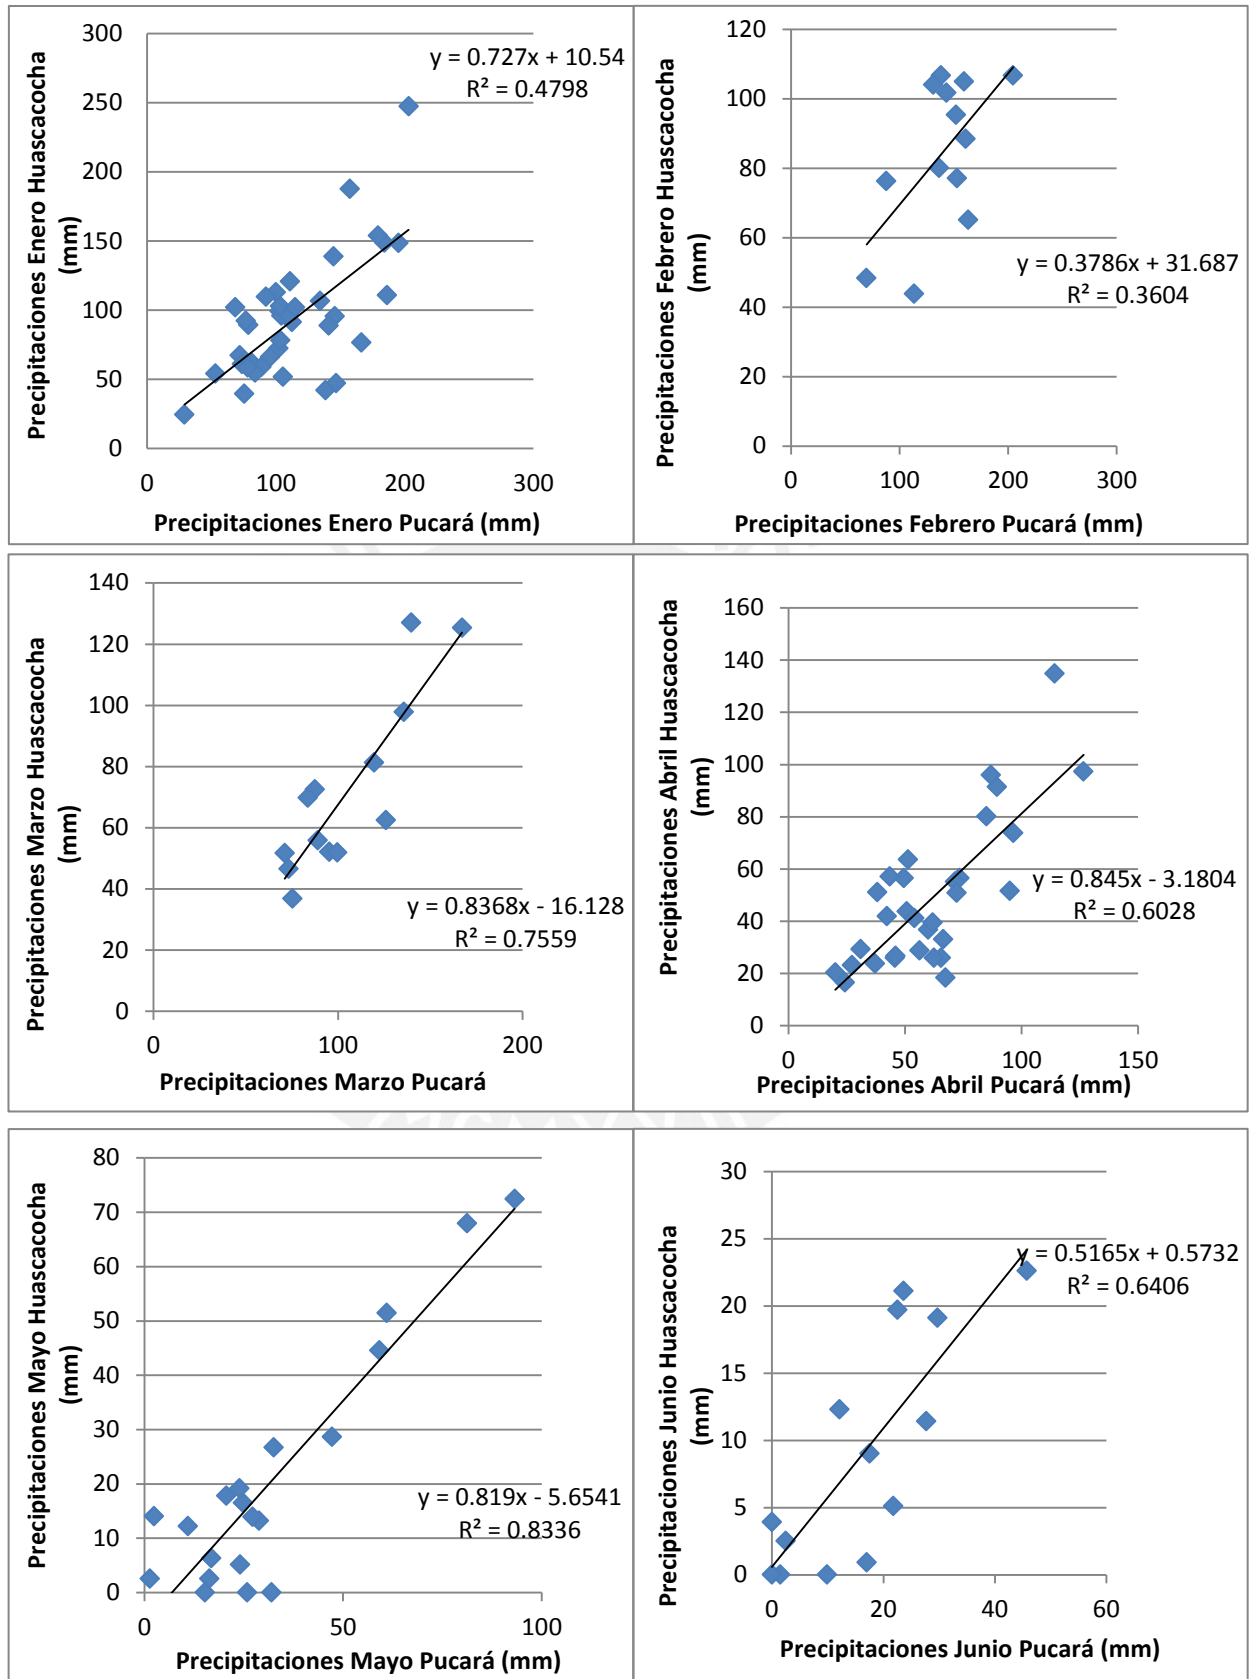 300
250
200
150
100
50
0
0
100
200
300
Precipitaciones Enero Huascacocha
(mm)
Precipitaciones Enero Pucará (mm)
y = 0.727x + 10.54
R² = 0.4798
120
100
80
60
40
20
0
0
100
200
300
Precipitaciones Febrero Huascacocha
(mm)
Precipitaciones Febrero Pucará (mm)
y = 0.3786x + 31.687
R² = 0.3604
140
120
100
80
60
40
20
0
0
100
200
Precipitaciones Marzo Huascacocha
(mm)
Precipitaciones Marzo Pucará
y = 0.8368x - 16.128
R² = 0.7559
160
140
120
100
80
60
40
20
0
0
50
100
150
Precipitaciones Abril Huascacocha
(mm)
Precipitaciones Abril Pucará (mm)
y = 0.845x - 3.1804
R² = 0.6028
80
70
60
50
40
30
20
10
0
0
50
100
Precipitaciones Mayo Huascacocha
(mm)
Precipitaciones Mayo Pucará (mm)
y = 0.819x - 5.6541
R² = 0.8336
30
25
20
15
10
5
0
0
20
40
60
Precipitaciones Junio Huascacocha
(mm)
Precipitaciones Junio Pucará (mm)
y = 0.5165x + 0.5732
R² = 0.6406